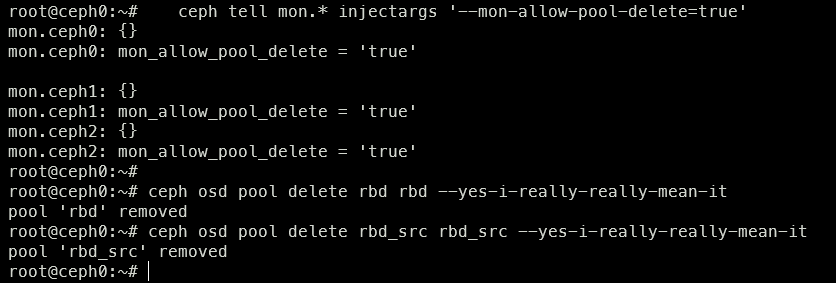 root@ceph0:~#    ceph tell mon.* injectargs '--mon-allow-pool-delete=true'
mon.ceph0: {}
mon.ceph0: mon_allow_pool_delete = 'true'
mon.ceph1: {}
mon.ceph1: mon_allow_pool_delete = 'true'
mon.ceph2: {}
mon.ceph2: mon_allow_pool_delete = 'true'
root@ceph0:~#
root@ceph0:~# ceph osd pool delete rbd rbd --yes-i-really-really-mean-it
pool 'rbd' removed
root@ceph0:~# ceph osd pool delete rbd_src rbd_src --yes-i-really-really-mean-it
pool 'rbd_src' removed
root@ceph0:~#